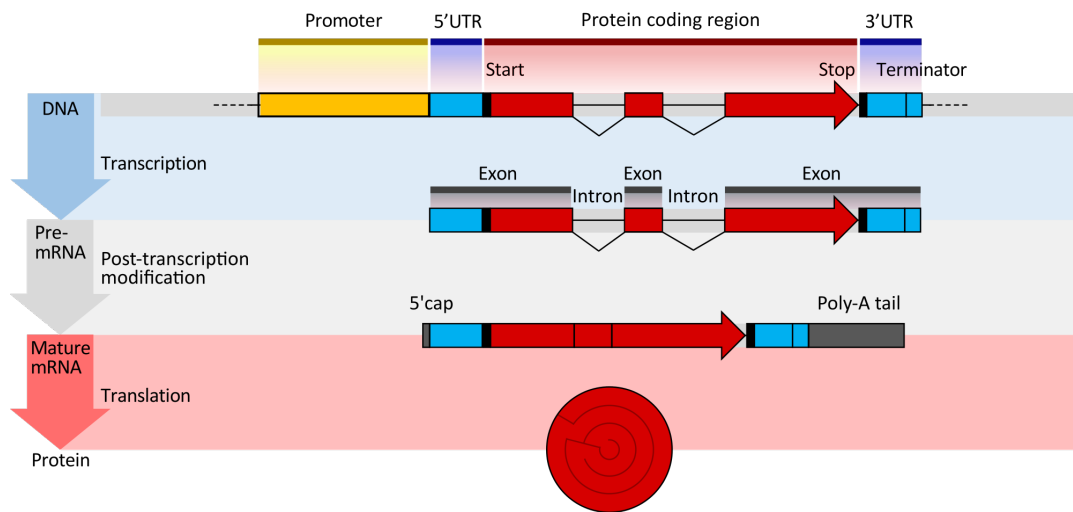 Promoter
5’UTR
Protein coding region
3’UTR
Start
Stop
Terminator
DNA
Transcription
Exon
Intron
Exon
Intron
Exon
Pre-
mRNA
Post-transcription
modification
5'cap
Poly-A tail
Mature
mRNA
Translation
Protein